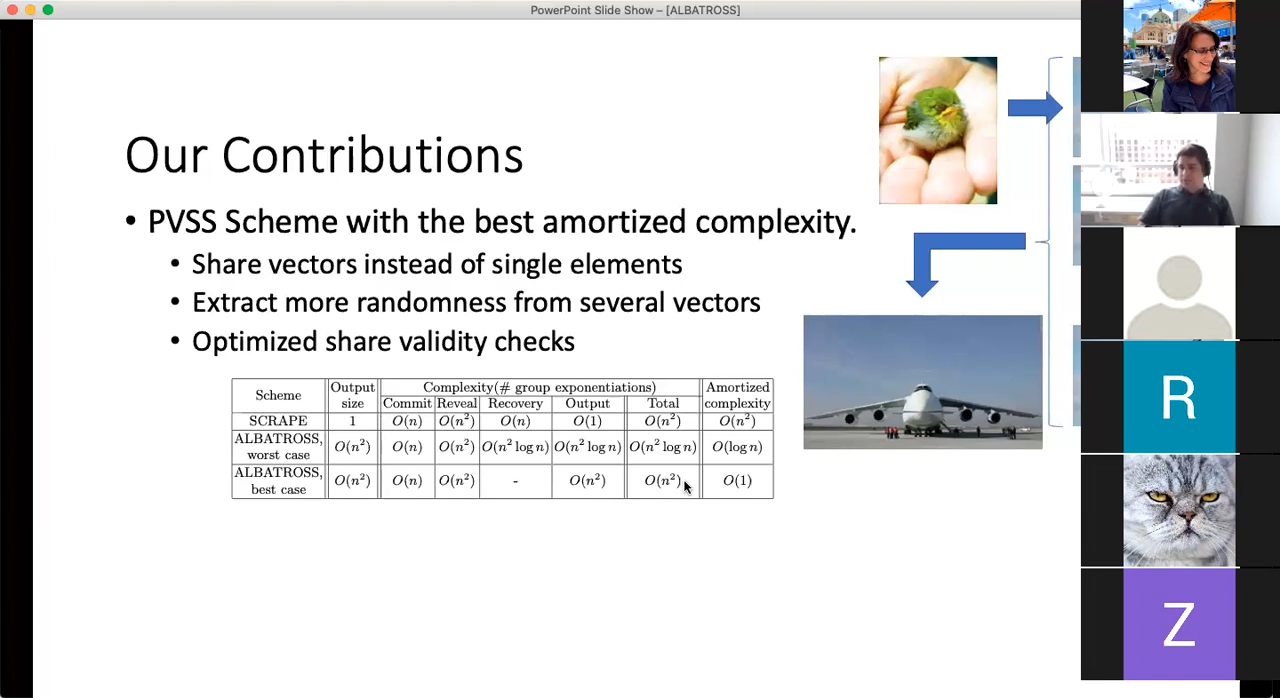 PowerPoint Slide Show – [ALBATROSS]
Our Contributions
• PVSS Scheme with the best amortized complexity.
• Share vectors instead of single elements
• Extract more randomness from several vectors
• Optimized share validity checks
Scheme Output size Complexity(# group exponentiations) Amortized complexity
Commit Reveal Recovery Output Total
SCRAPE 1 O(n) O(n²) O(n) O(1) O(n²) O(n²)
ALBATROSS, worst case O(n²) O(n) O(n²) O(n² log n) O(n² log n) O(n² log n) O(log n)
ALBATROSS, best case O(n²) O(n) O(n²) - O(n²) O(n²) O(1)
R
Z